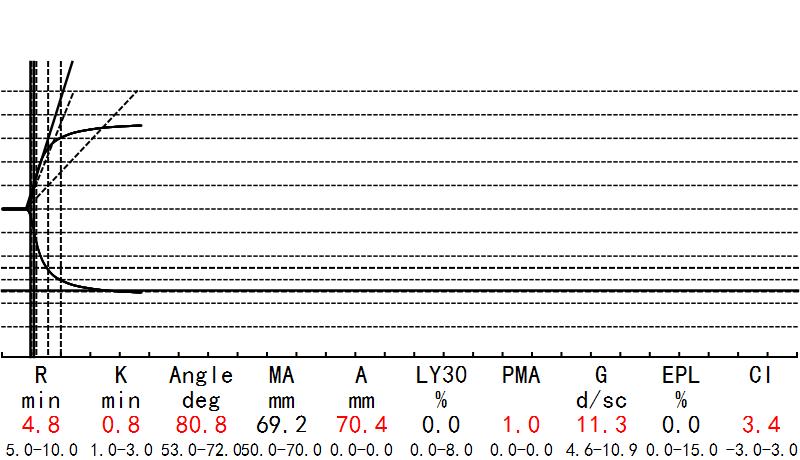 R K Angle MA A LY30 PMA G EPL CI
min min deg mm mm % d/sc %
4.8 0.8 80.8 69.2 70.4 0.0 1.0 11.3 0.0 3.4
5.0-10.0 1.0-3.0 53.0-72.0 50.0-70.0 0.0-0.0 0.0-8.0 0.0-0.0 4.6-10.9 0.0-15.0 -3.0-3.0